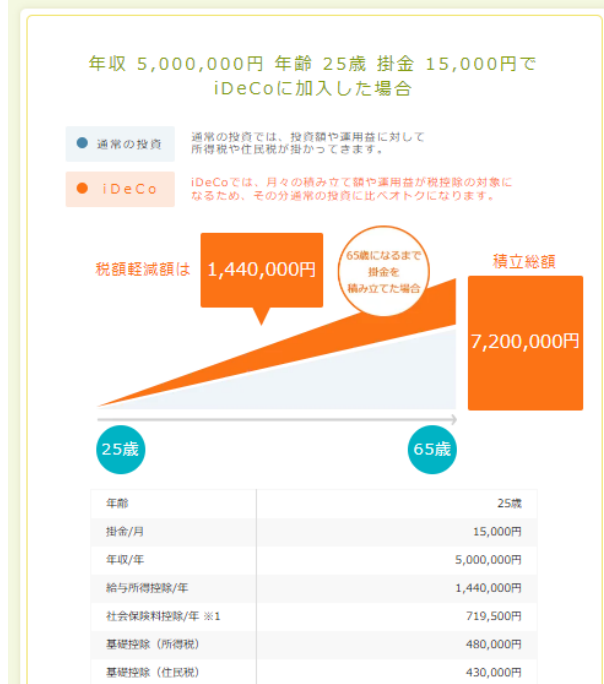 年収 5,000,000円 年齢 25歳 掛金 15,000円で
iDeCoに加入した場合
通常の投資
通常の投資では、投資額や運用益に対して
所得税や住民税が掛かってきます。
iDeCo
iDeCoでは、月々の積み立て額や運用益が税控除の対象に
なるため、その分通常の投資に比べオトクになります。
税額軽減額は
1,440,000円
65歳になるまで
掛金を
積み立てた場合
積立総額
7,200,000円
25歳
65歳
年齢 25歳
掛金/月 15,000円
年収/年 5,000,000円
給与所得控除/年 1,440,000円
社会保険料控除/年 ※1 719,500円
基礎控除（所得税） 480,000円
基礎控除（住民税） 430,000円